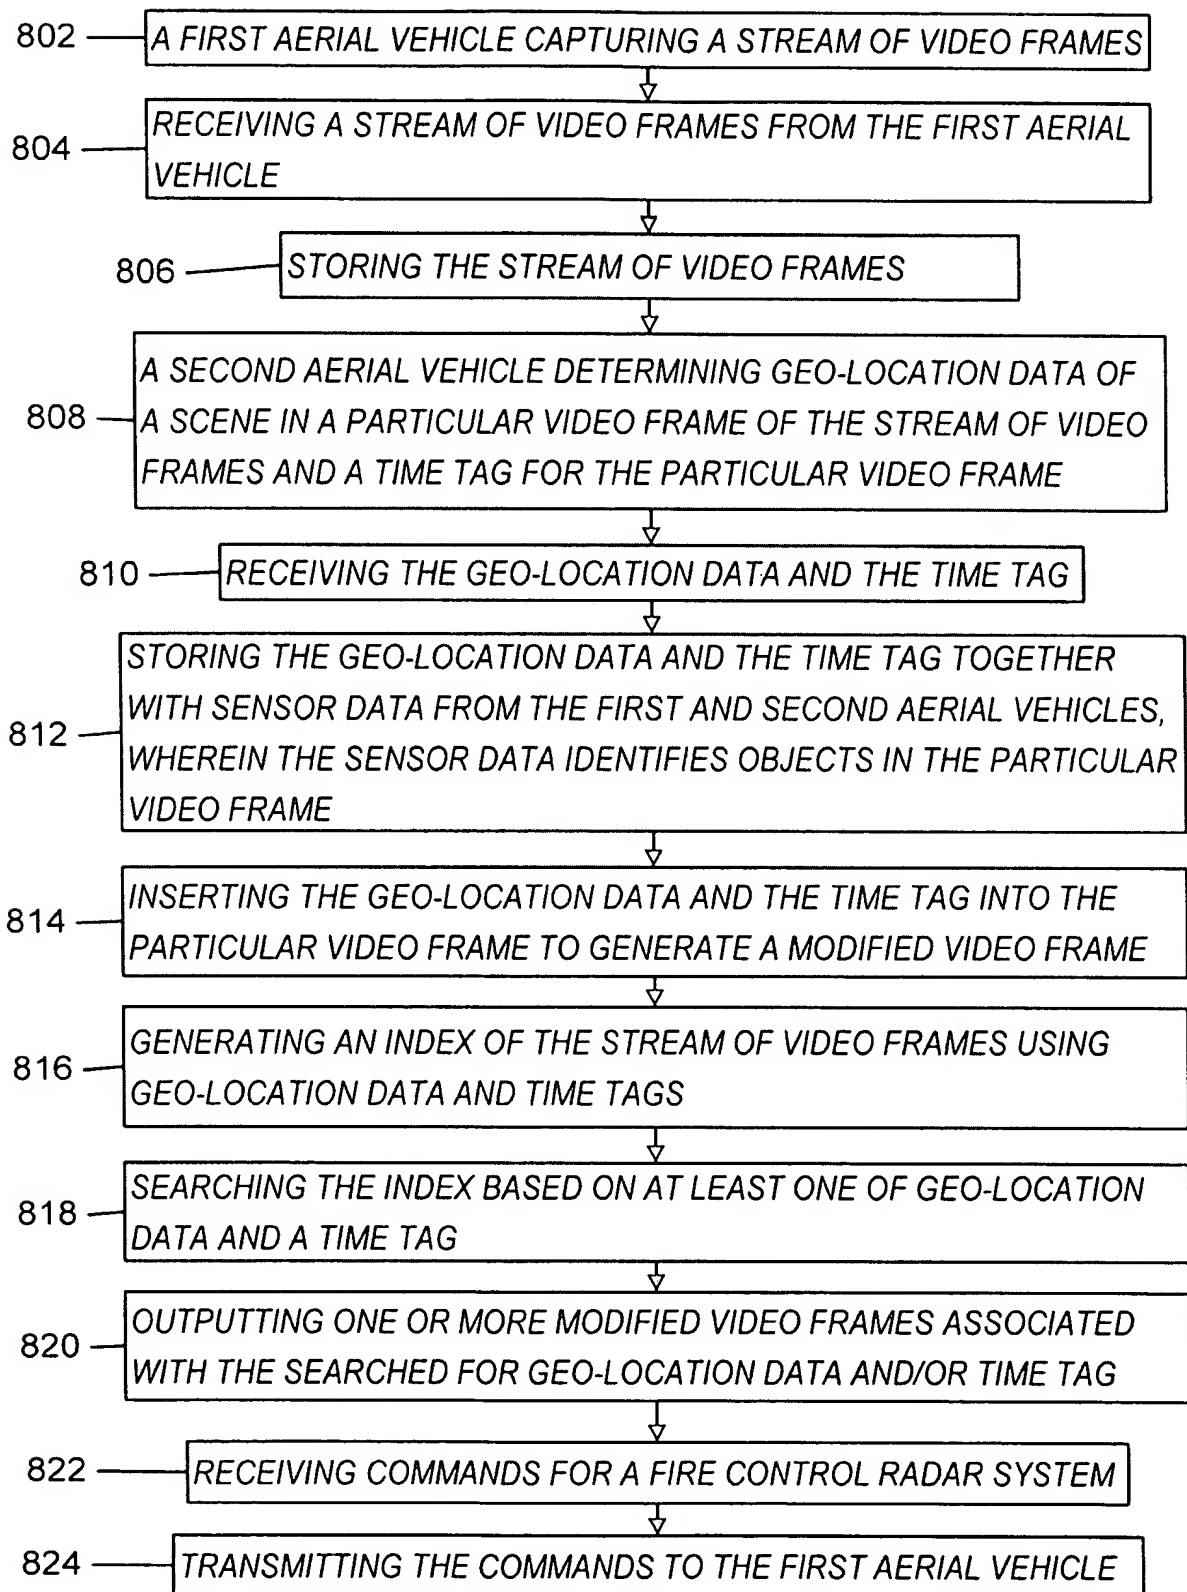 802
A FIRST AERIAL VEHICLE CAPTURING A STREAM OF VIDEO FRAMES
804
RECEIVING A STREAM OF VIDEO FRAMES FROM THE FIRST AERIAL
VEHICLE
806
STORING THE STREAM OF VIDEO FRAMES
808
A SECOND AERIAL VEHICLE DETERMINING GEO-LOCATION DATA OF
A SCENE IN A PARTICULAR VIDEO FRAME OF THE STREAM OF VIDEO
FRAMES AND A TIME TAG FOR THE PARTICULAR VIDEO FRAME
810
RECEIVING THE GEO-LOCATION DATA AND THE TIME TAG
812
STORING THE GEO-LOCATION DATA AND THE TIME TAG TOGETHER
WITH SENSOR DATA FROM THE FIRST AND SECOND AERIAL VEHICLES,
WHEREIN THE SENSOR DATA IDENTIFIES OBJECTS IN THE PARTICULAR
VIDEO FRAME
814
INSERTING THE GEO-LOCATION DATA AND THE TIME TAG INTO THE
PARTICULAR VIDEO FRAME TO GENERATE A MODIFIED VIDEO FRAME
816
GENERATING AN INDEX OF THE STREAM OF VIDEO FRAMES USING
GEO-LOCATION DATA AND TIME TAGS
818
SEARCHING THE INDEX BASED ON AT LEAST ONE OF GEO-LOCATION
DATA AND A TIME TAG
820
OUTPUTTING ONE OR MORE MODIFIED VIDEO FRAMES ASSOCIATED
WITH THE SEARCHED FOR GEO-LOCATION DATA AND/OR TIME TAG
822
RECEIVING COMMANDS FOR A FIRE CONTROL RADAR SYSTEM
824
TRANSMITTING THE COMMANDS TO THE FIRST AERIAL VEHICLE